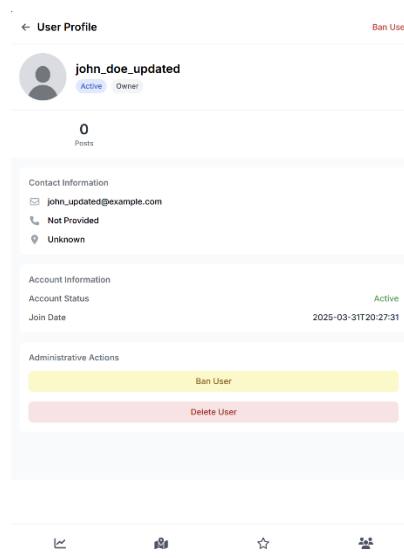 User Profile
Ban Use
john_doe_updated
Active Owner
0
Posts
Contact Information
john_updated@example.com
Not Provided
Unknown
Account Information
Account Status Active
Join Date 2025-03-31T20:27:31
Administrative Actions
Ban User
Delete User